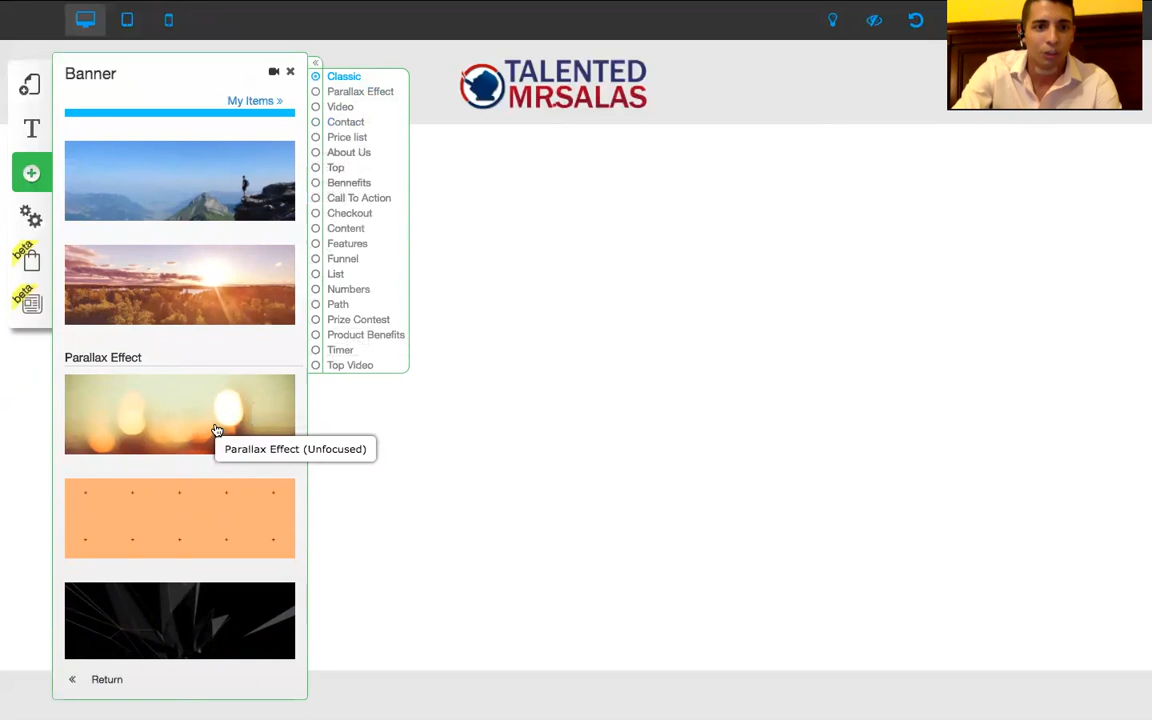 Banner
My Items »
Parallax Effect
Parallax Effect (Unfocused)
« Return
«
Classic
Parallax Effect
Video
Contact
Price list
About Us
Top
Bennefits
Call To Action
Checkout
Content
Features
Funnel
List
Numbers
Path
Prize Contest
Product Benefits
Timer
Top Video
T
beta
beta
TALENTED
MRSALAS